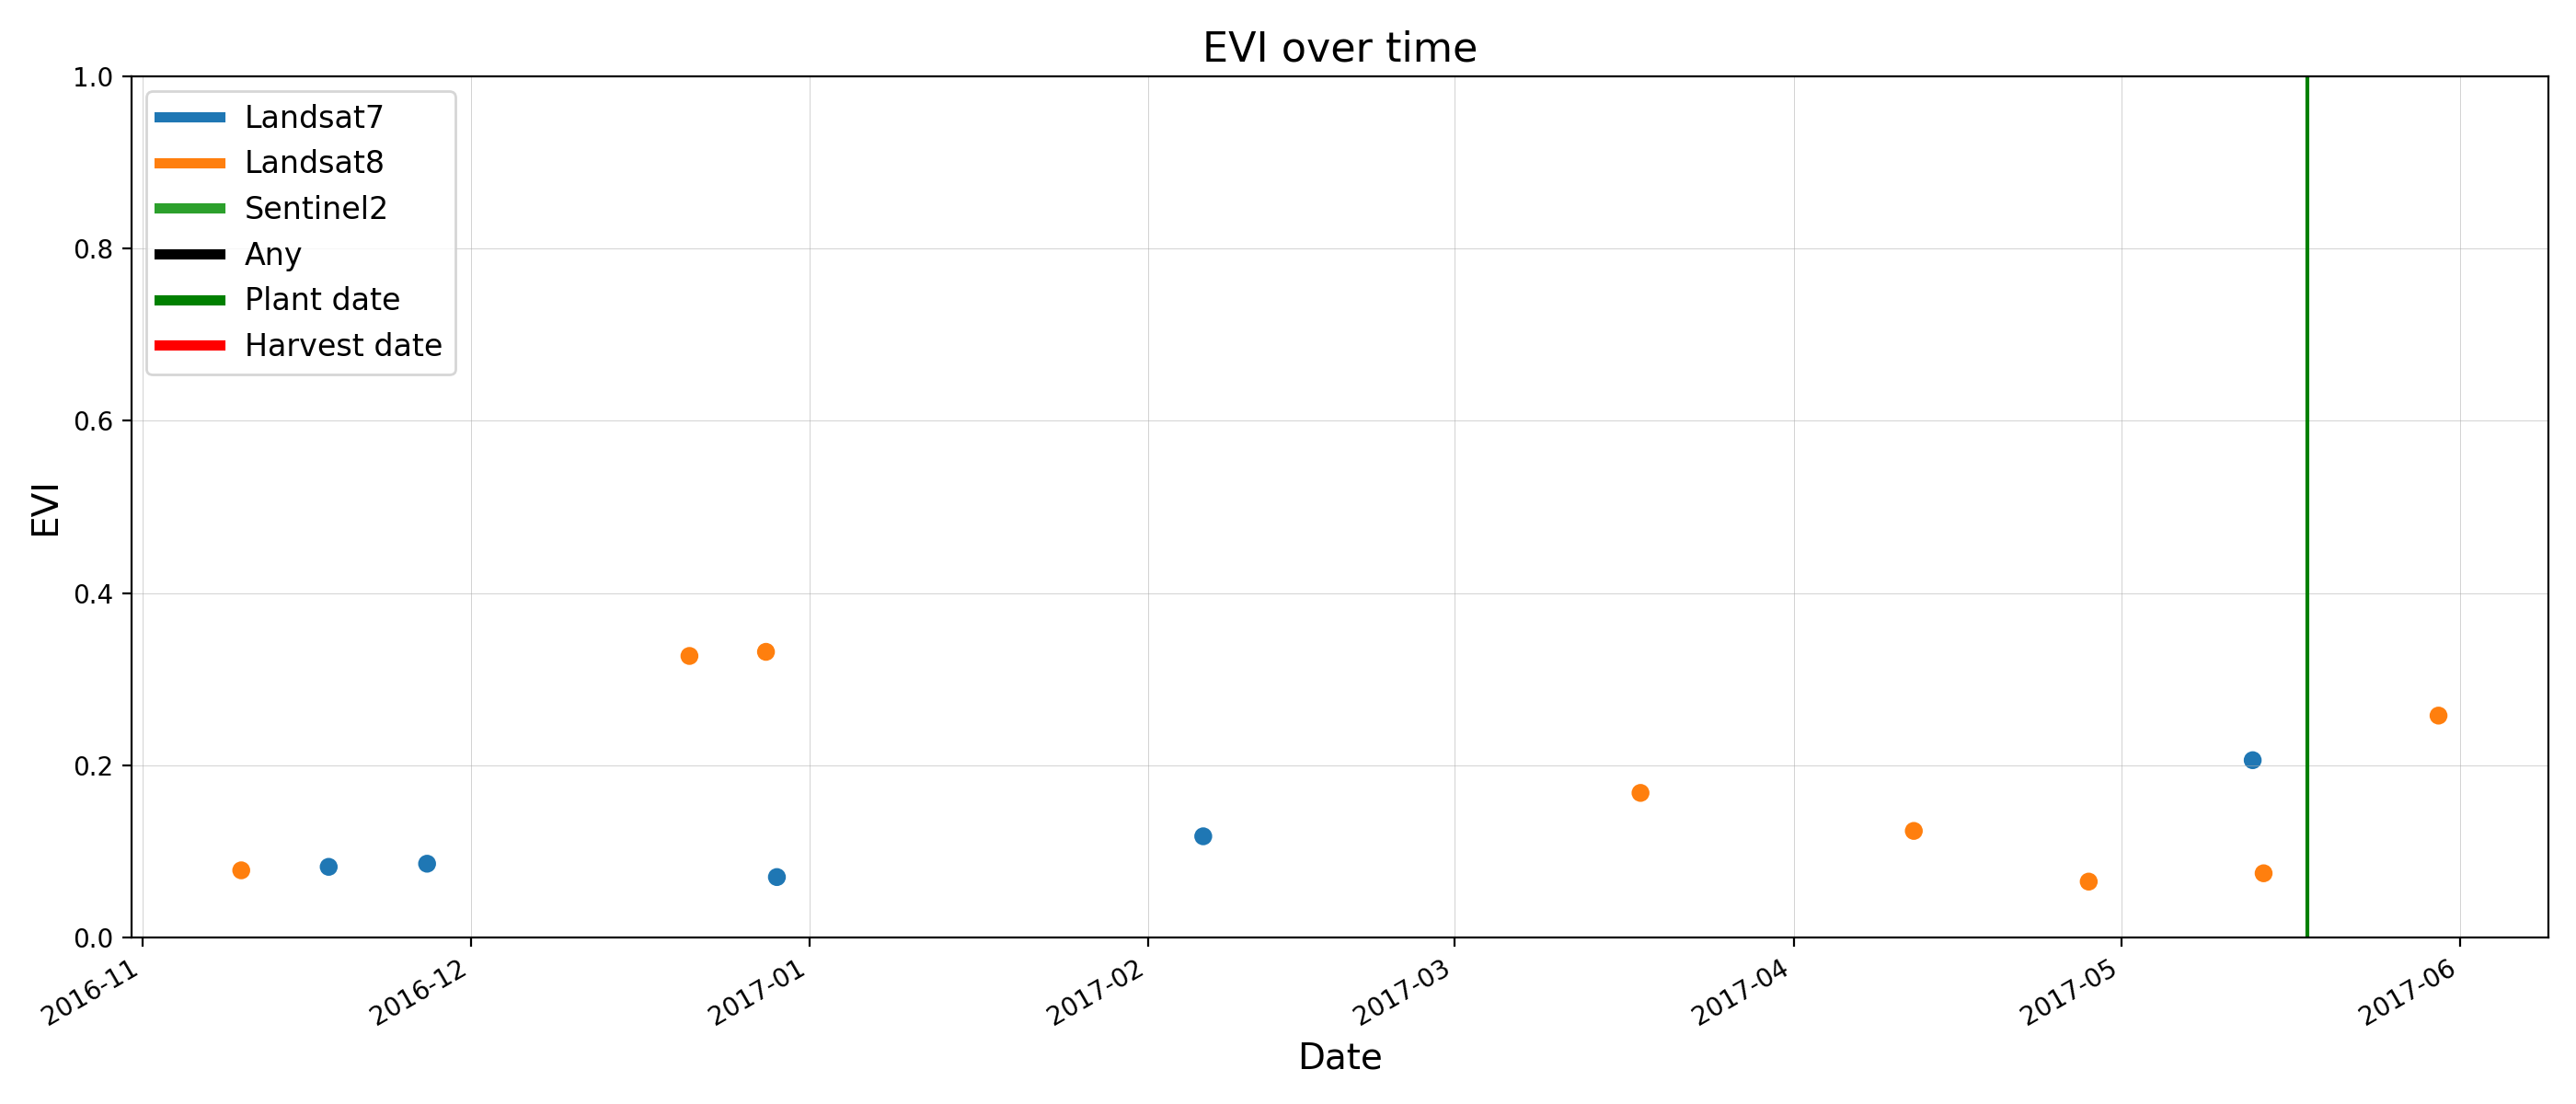 EVI over time
1.0
0.8
0.6
0.4
0.2
0.0
EVI
Landsat7
Landsat8
Sentinel2
Any
Plant date
Harvest date
2016-11
2016-12
2017-01
2017-02
2017-03
2017-04
2017-05
2017-06
Date